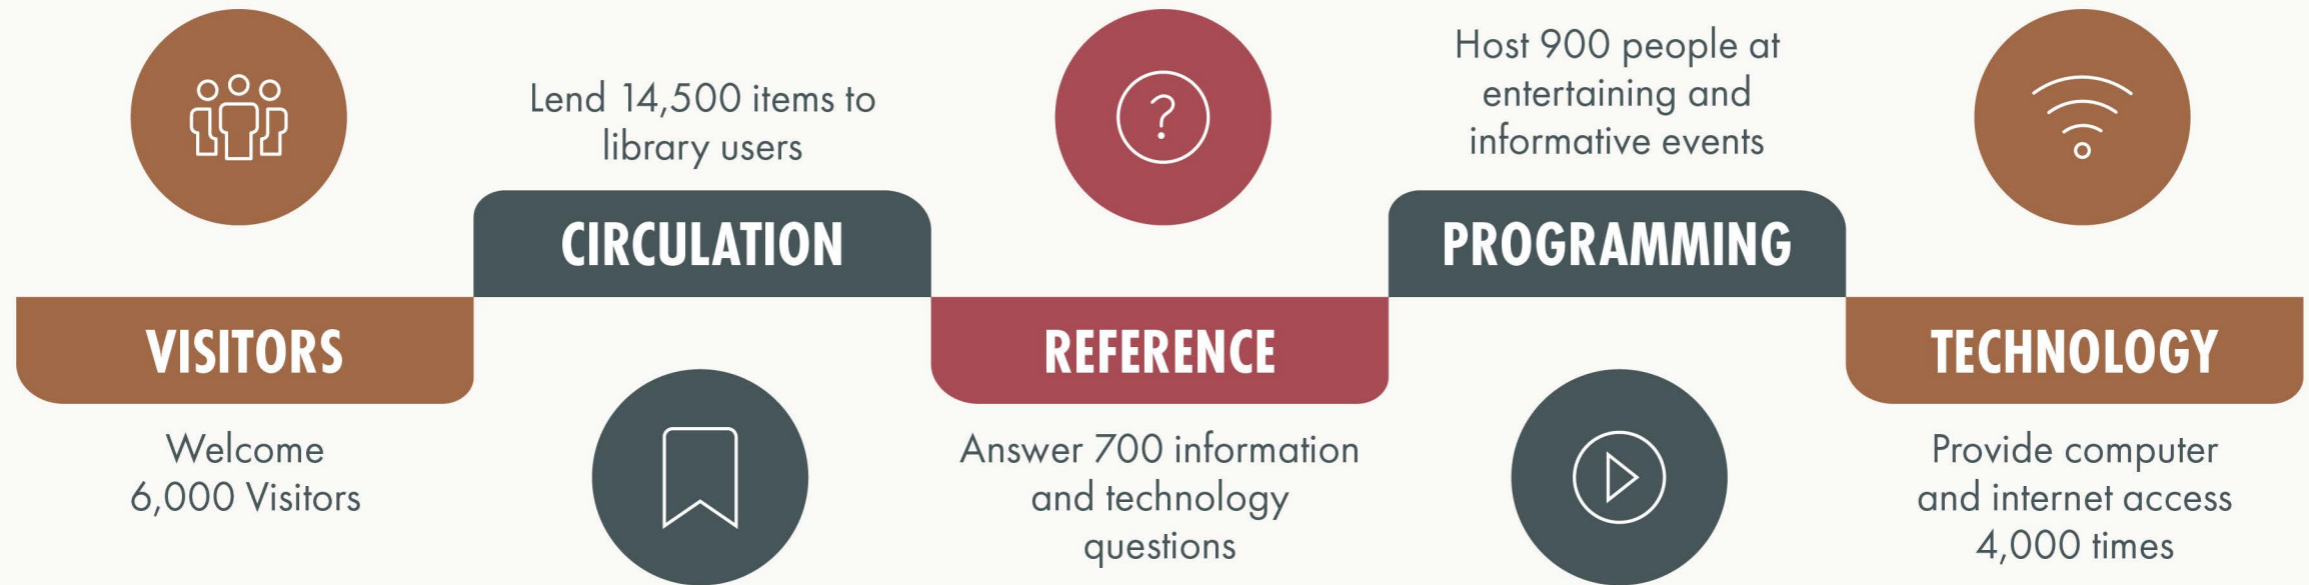 VISITORS
Welcome
6,000 Visitors
Lend 14,500 items to
library users
CIRCULATION
?
REFERENCE
Answer 700 information
and technology
questions
Host 900 people at
entertaining and
informative events
PROGRAMMING
TECHNOLOGY
Provide computer
and internet access
4,000 times